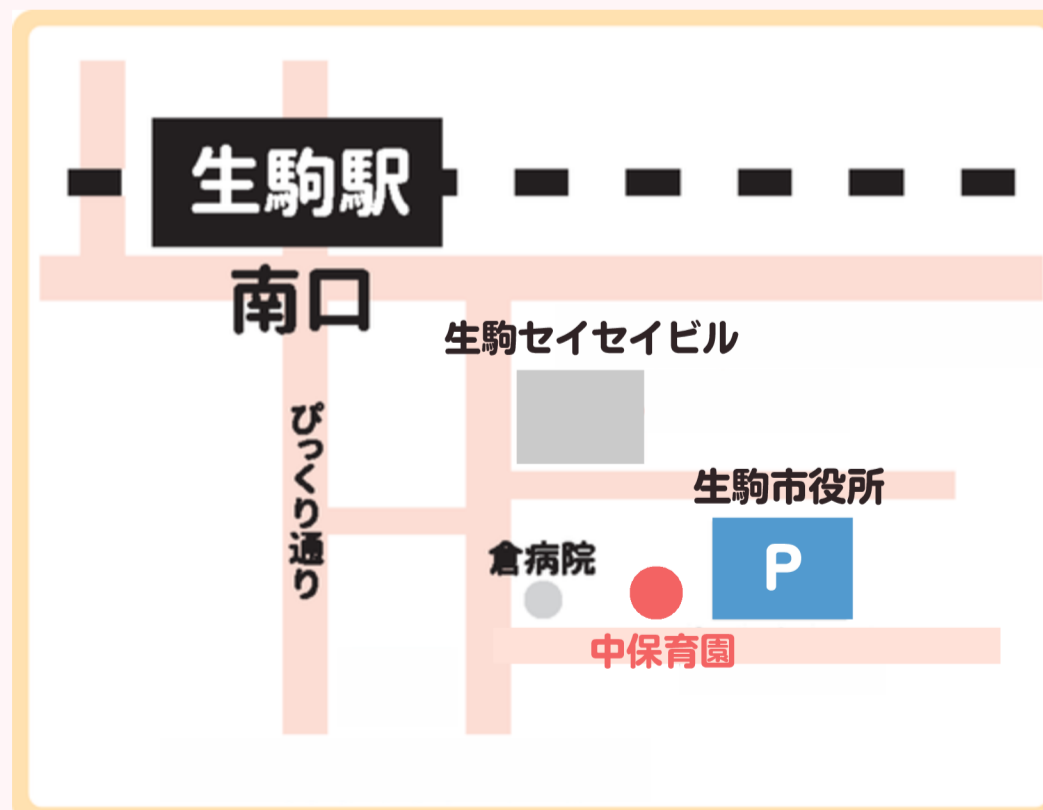 生駒駅
南口
生駒セイセイビル
ぴっくり通り
生駒市役所
P
倉病院
中保育園